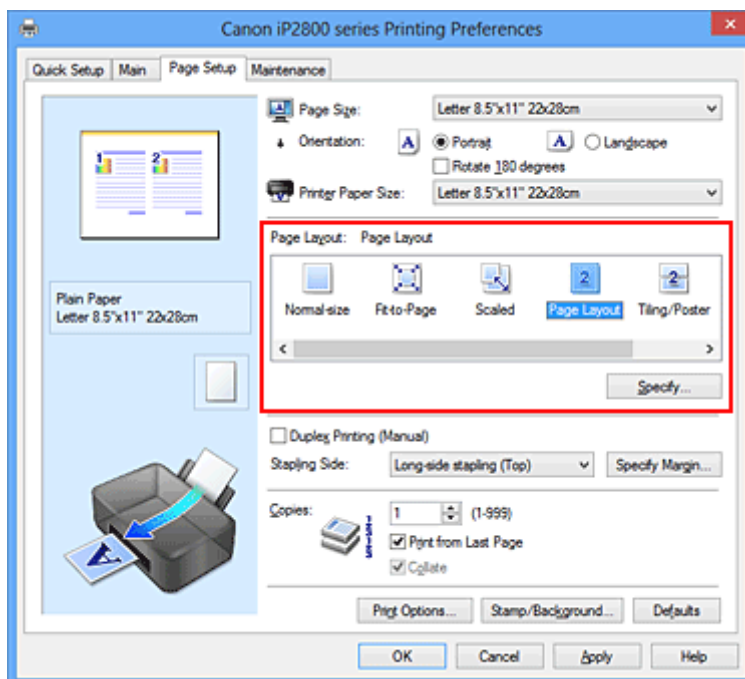 Canon iP2800 series Printing Preferences
Quick Setup Main Page Setup Maintenance
1 2
Plain Paper
Letter 8.5"x11" 22x28cm
Page Size: Letter 8.5"x11" 22x28cm
Orientation: A Portrait A Landscape
Rotate 180 degrees
Printer Paper Size: Letter 8.5"x11" 22x28cm
Page Layout: Page Layout
2 2
Normal-size Fit-to-Page Scaled Page Layout Tiling/Poster
Specify...
Duplex Printing (Manual)
Stapling Side: Long-side stapling (Top) Specify Margin...
Copies: 1 (1-999)
Print from Last Page
Collate
A
Print Options... Stamp/Background... Defaults
OK Cancel Apply Help